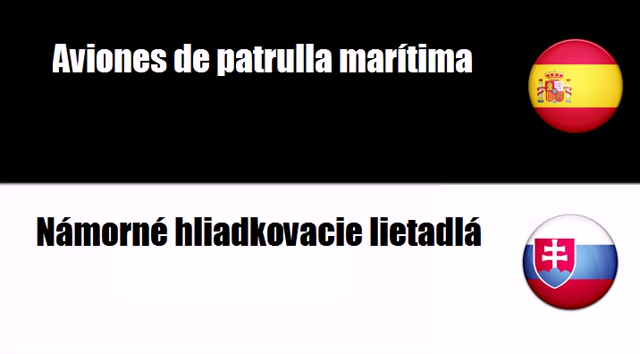 Aviones de patrulla marítima
Námorné hliadkovacie lietadlá